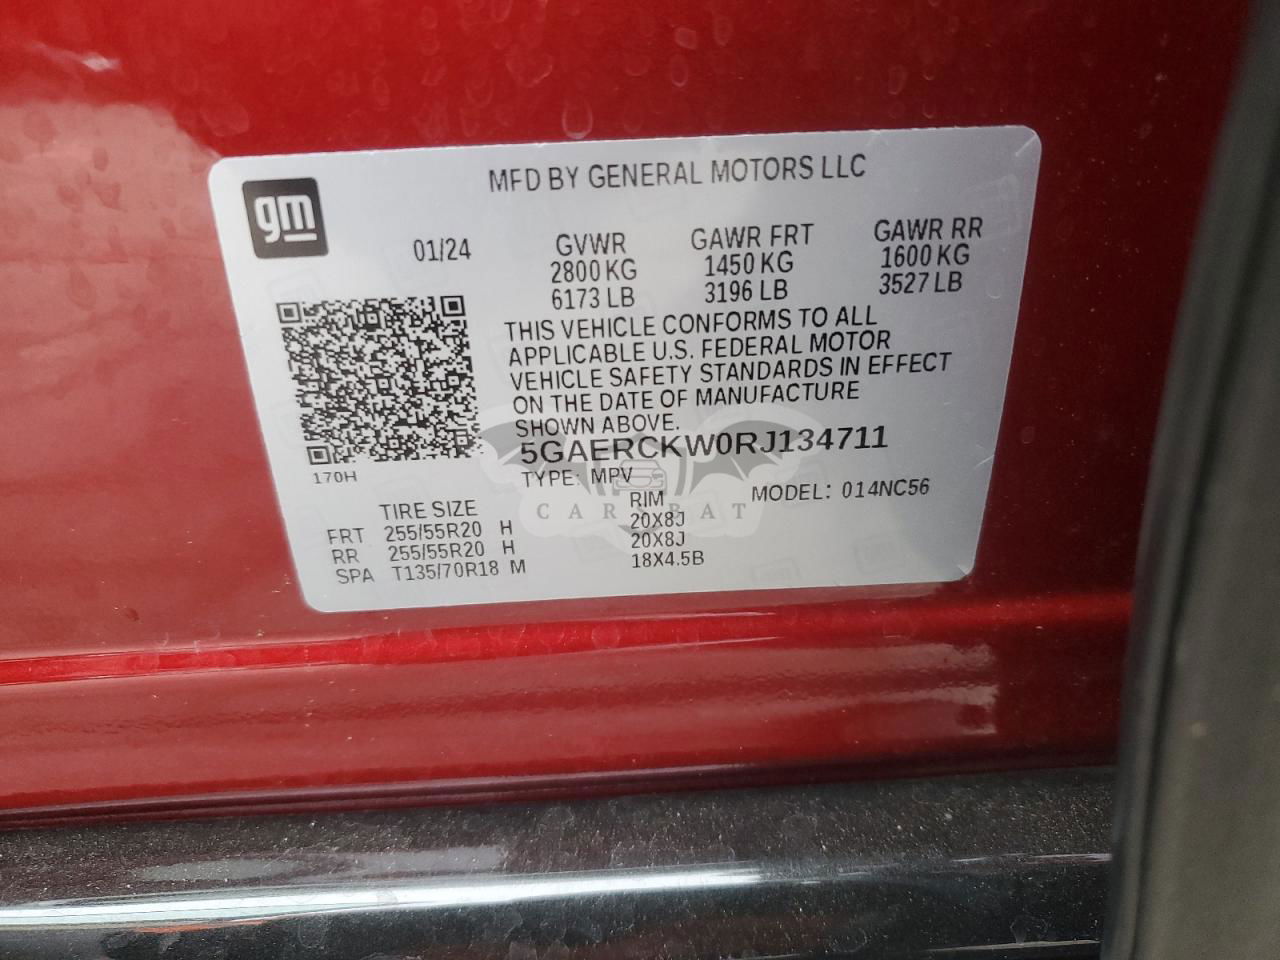 MFD BY GENERAL MOTORS LLC
gm
01/24
GVWR
2800 KG
6173 LB
GAWR FRT
1450 KG
3196 LB
GAWR RR
1600 KG
3527 LB
THIS VEHICLE CONFORMS TO ALL
APPLICABLE U.S. FEDERAL MOTOR
VEHICLE SAFETY STANDARDS IN EFFECT
ON THE DATE OF MANUFACTURE
SHOWN ABOVE.
5GAERCKW0RJ134711
170H
TYPE: MPV
MODEL: 014NC56
TIRE SIZE RIM
FRT 255/55R20 H 20X8J
RR 255/55R20 H 20X8J
SPA T135/70R18 M 18X4.5B
CARSBAT